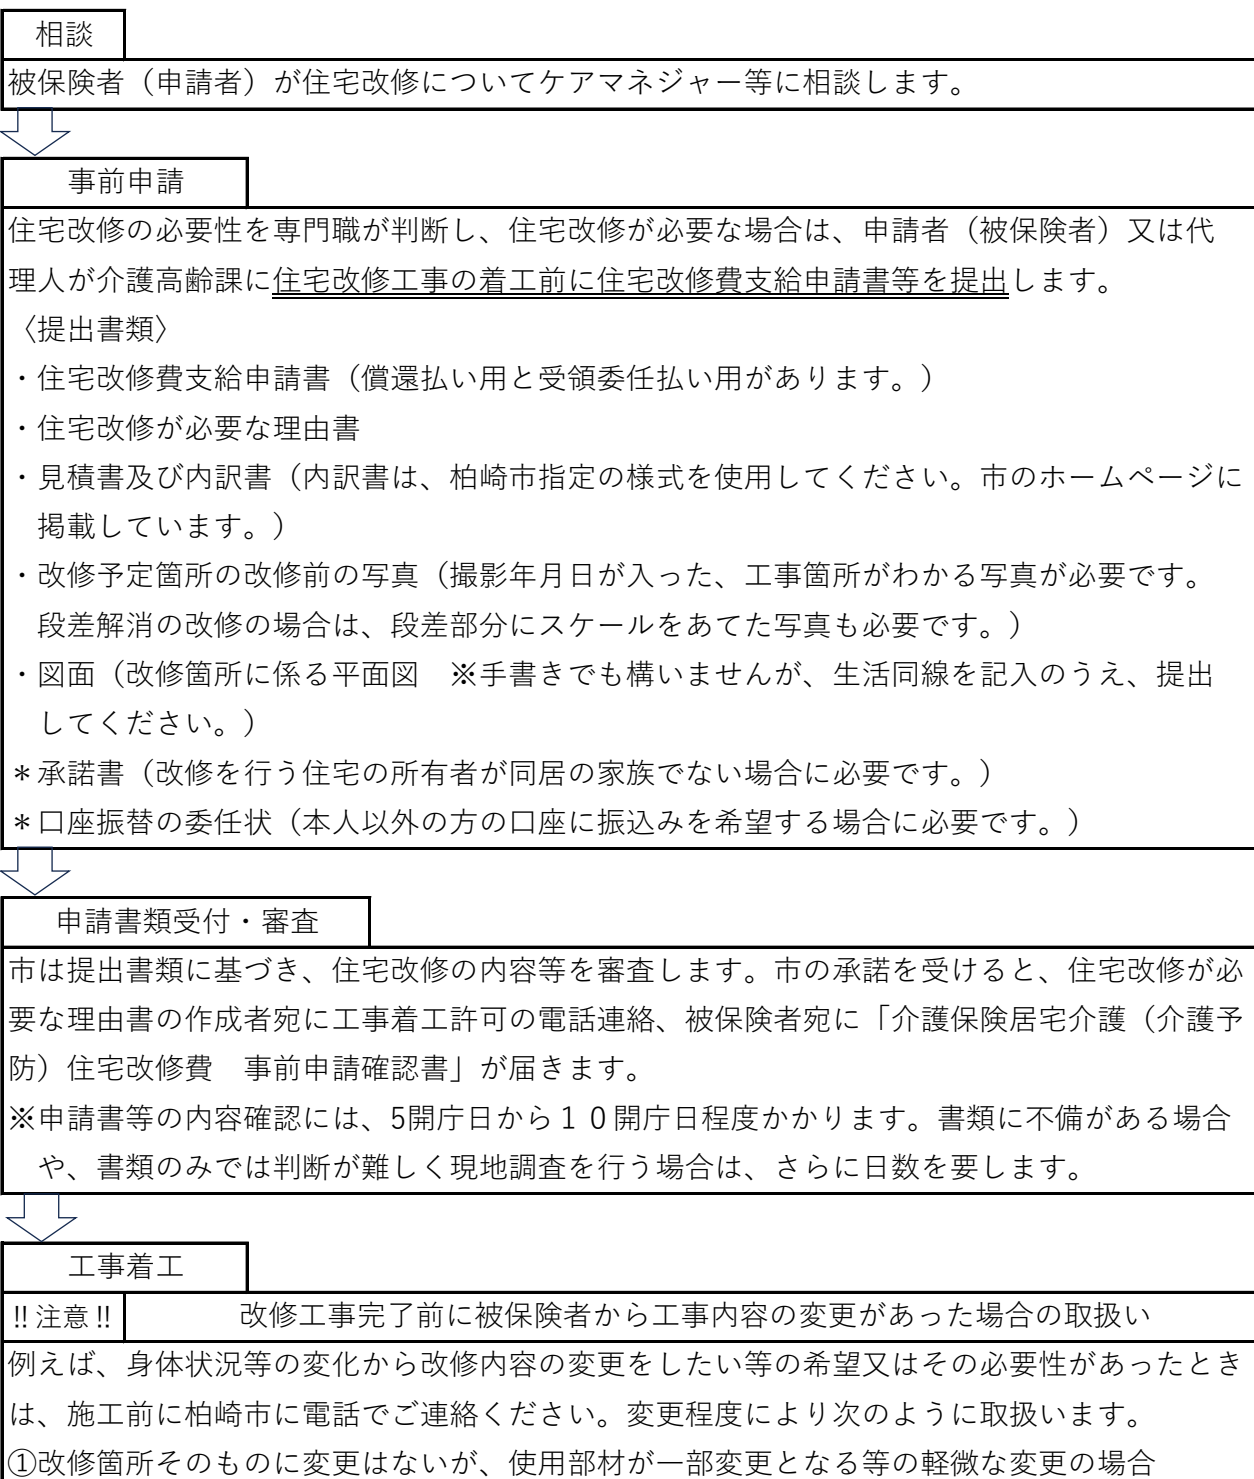 相談
被保険者（申請者）が住宅改修についてケアマネジャー等に相談します。
事前申請
住宅改修の必要性を専門職が判断し、住宅改修が必要な場合は、申請者（被保険者）又は代
理人が介護高齢課に住宅改修工事の着工前に住宅改修費支給申請書等を提出します。
〈提出書類〉
・住宅改修費支給申請書（償還払い用と受領委任払い用があります。）
・住宅改修が必要な理由書
・見積書及び内訳書（内訳書は、柏崎市指定の様式を使用してください。市のホームページに
掲載しています。）
・改修予定箇所の改修前の写真（撮影年月日が入った、工事箇所がわかる写真が必要です。
段差解消の改修の場合は、段差部分にスケールをあてた写真も必要です。）
・図面（改修箇所に係る平面図　※手書きでも構いませんが、生活同線を記入のうえ、提出
してください。）
＊承諾書（改修を行う住宅の所有者が同居の家族でない場合に必要です。）
＊口座振替の委任状（本人以外の方の口座に振込みを希望する場合に必要です。）
申請書類受付・審査
市は提出書類に基づき、住宅改修の内容等を審査します。市の承諾を受けると、住宅改修が必
要な理由書の作成者宛に工事着工許可の電話連絡、被保険者宛に「介護保険居宅介護（介護予
防）住宅改修費　事前申請確認書」が届きます。
※申請書等の内容確認には、5開庁日から１０開庁日程度かかります。書類に不備がある場合
や、書類のみでは判断が難しく現地調査を行う場合は、さらに日数を要します。
工事着工
‼注意‼　改修工事完了前に被保険者から工事内容の変更があった場合の取扱い
例えば、身体状況等の変化から改修内容の変更をしたい等の希望又はその必要性があったとき
は、施工前に柏崎市に電話でご連絡ください。変更程度により次のように取扱います。
①改修箇所そのものに変更はないが、使用部材が一部変更となる等の軽微な変更の場合